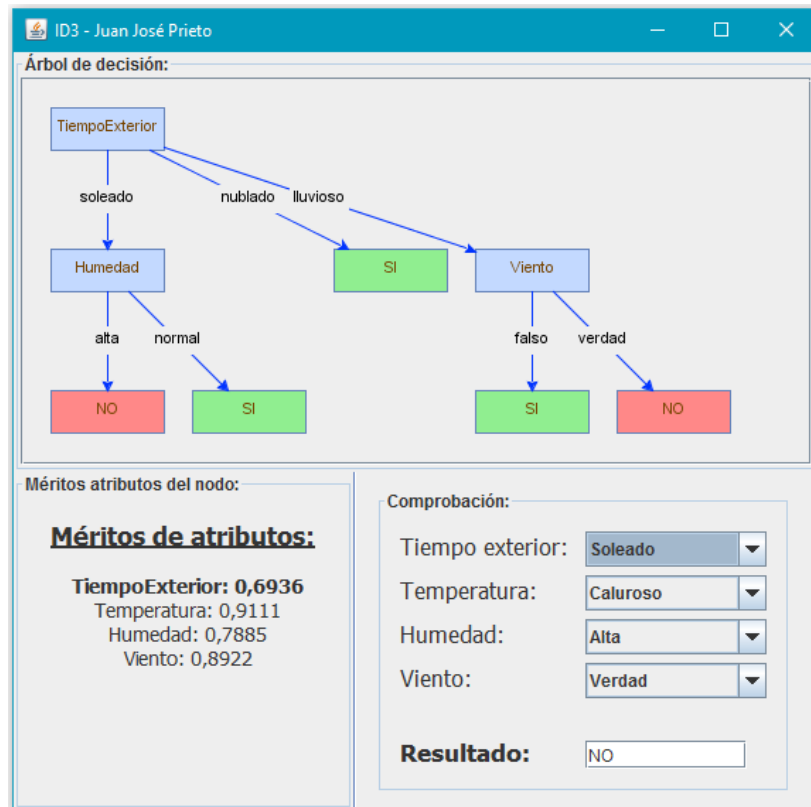 ID3 - Juan José Prieto
Árbol de decisión:
TiempoExterior
soleado nublado lluvioso
Humedad SI Viento
alta normal falso verdad
NO SI SI NO
Méritos atributos del nodo:
Méritos de atributos:
TiempoExterior: 0,6936
Temperatura: 0,9111
Humedad: 0,7885
Viento: 0,8922
Comprobación:
Tiempo exterior: Soleado
Temperatura: Caluroso
Humedad: Alta
Viento: Verdad
Resultado: NO